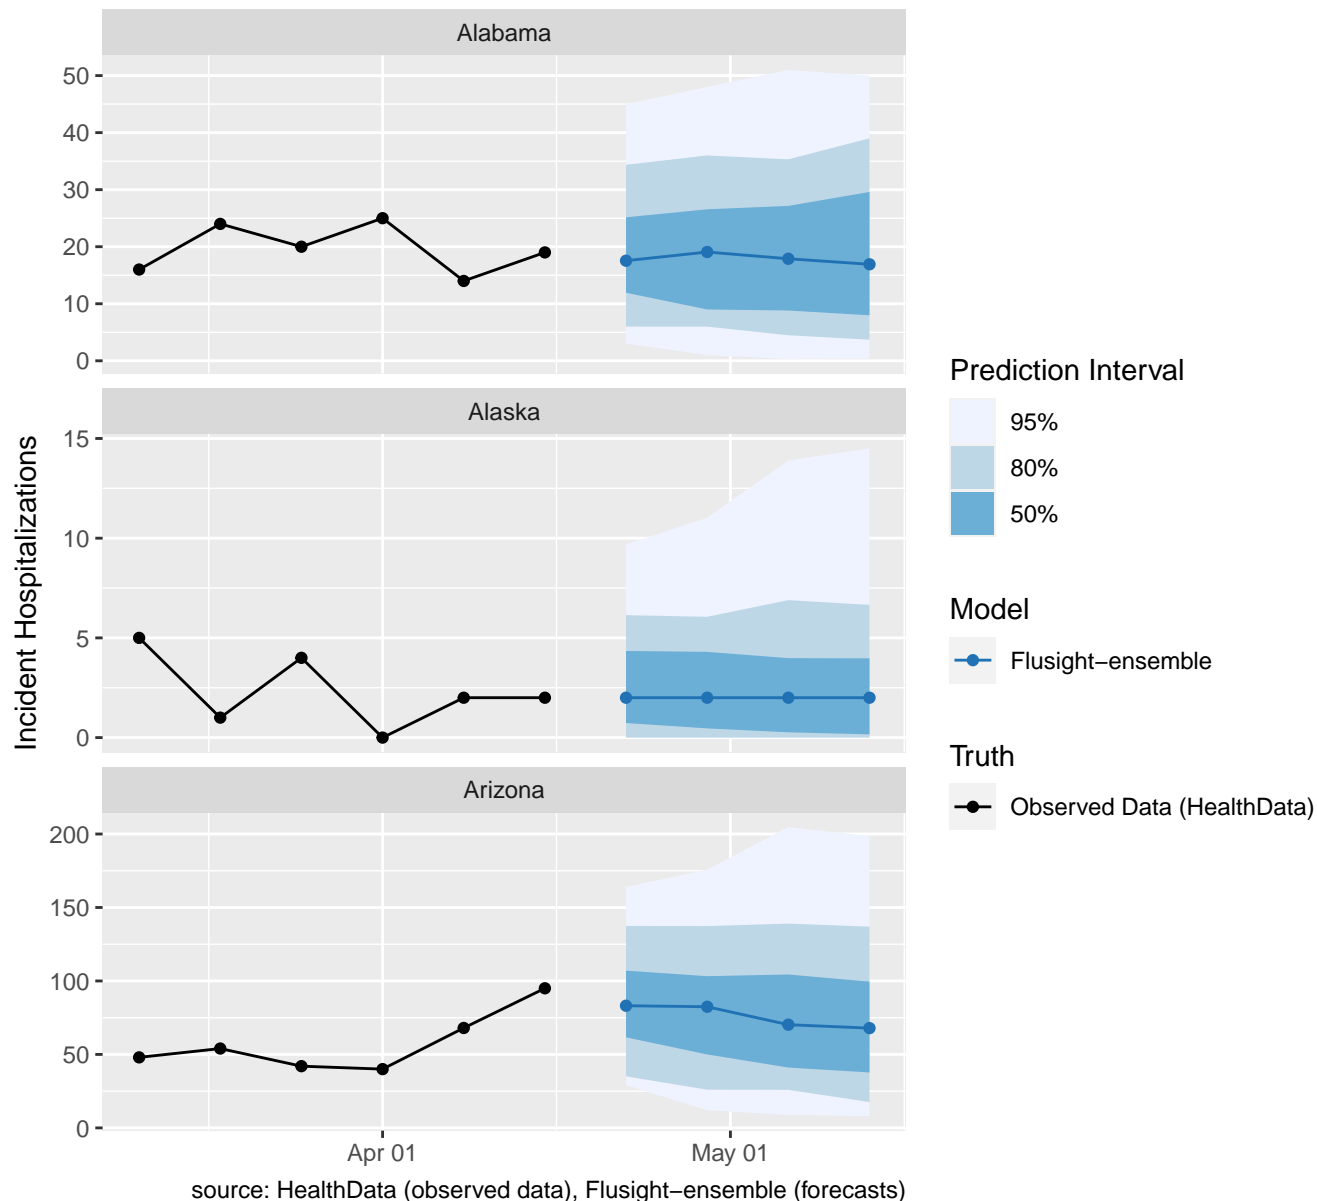 Alabama
50
40
30
20
10
0
Alaska
15
10
5
0
Arizona
200
150
100
50
0
Apr 01
May 01
Incident Hospitalizations
source: HealthData (observed data), Flusight−ensemble (forecasts)
Prediction Interval
95%
80%
50%
Model
Flusight−ensemble
Truth
Observed Data (HealthData)